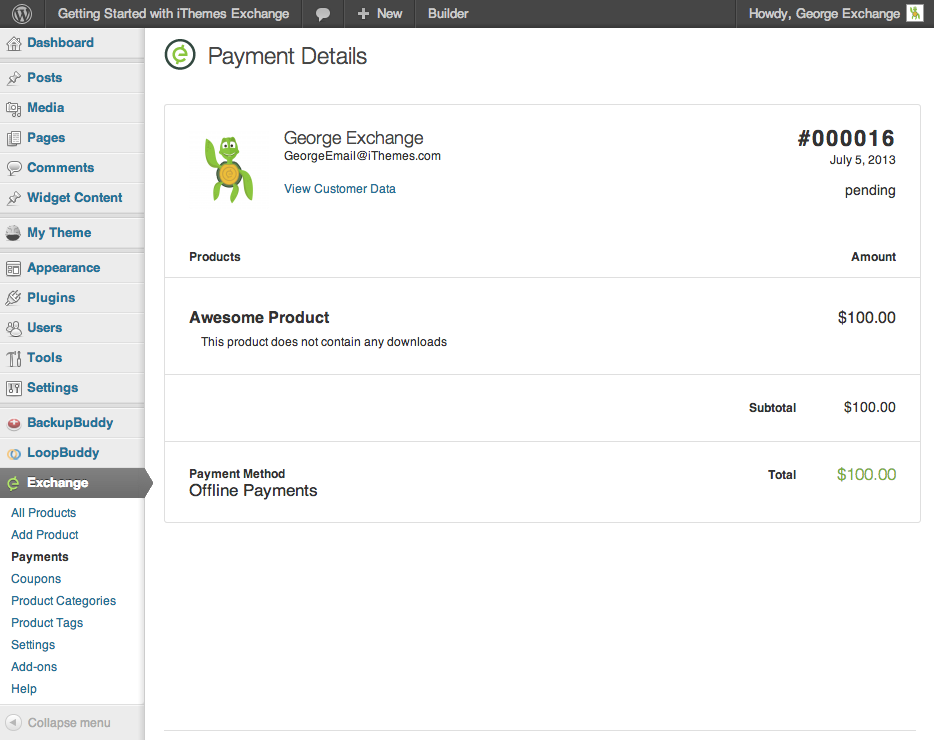 Getting Started with iThemes Exchange
New
Builder
Howdy, George Exchange
Dashboard
Posts
Media
Pages
Comments
Widget Content
My Theme
Appearance
Plugins
Users
Tools
Settings
BackupBuddy
LoopBuddy
Exchange
All Products
Add Product
Payments
Coupons
Product Categories
Product Tags
Settings
Add-ons
Help
Collapse menu
Payment Details
George Exchange
GeorgeEmail@iThemes.com
View Customer Data
#000016
July 5, 2013
pending
Products Amount
Awesome Product $100.00
This product does not contain any downloads
Subtotal $100.00
Payment Method
Offline Payments
Total $100.00